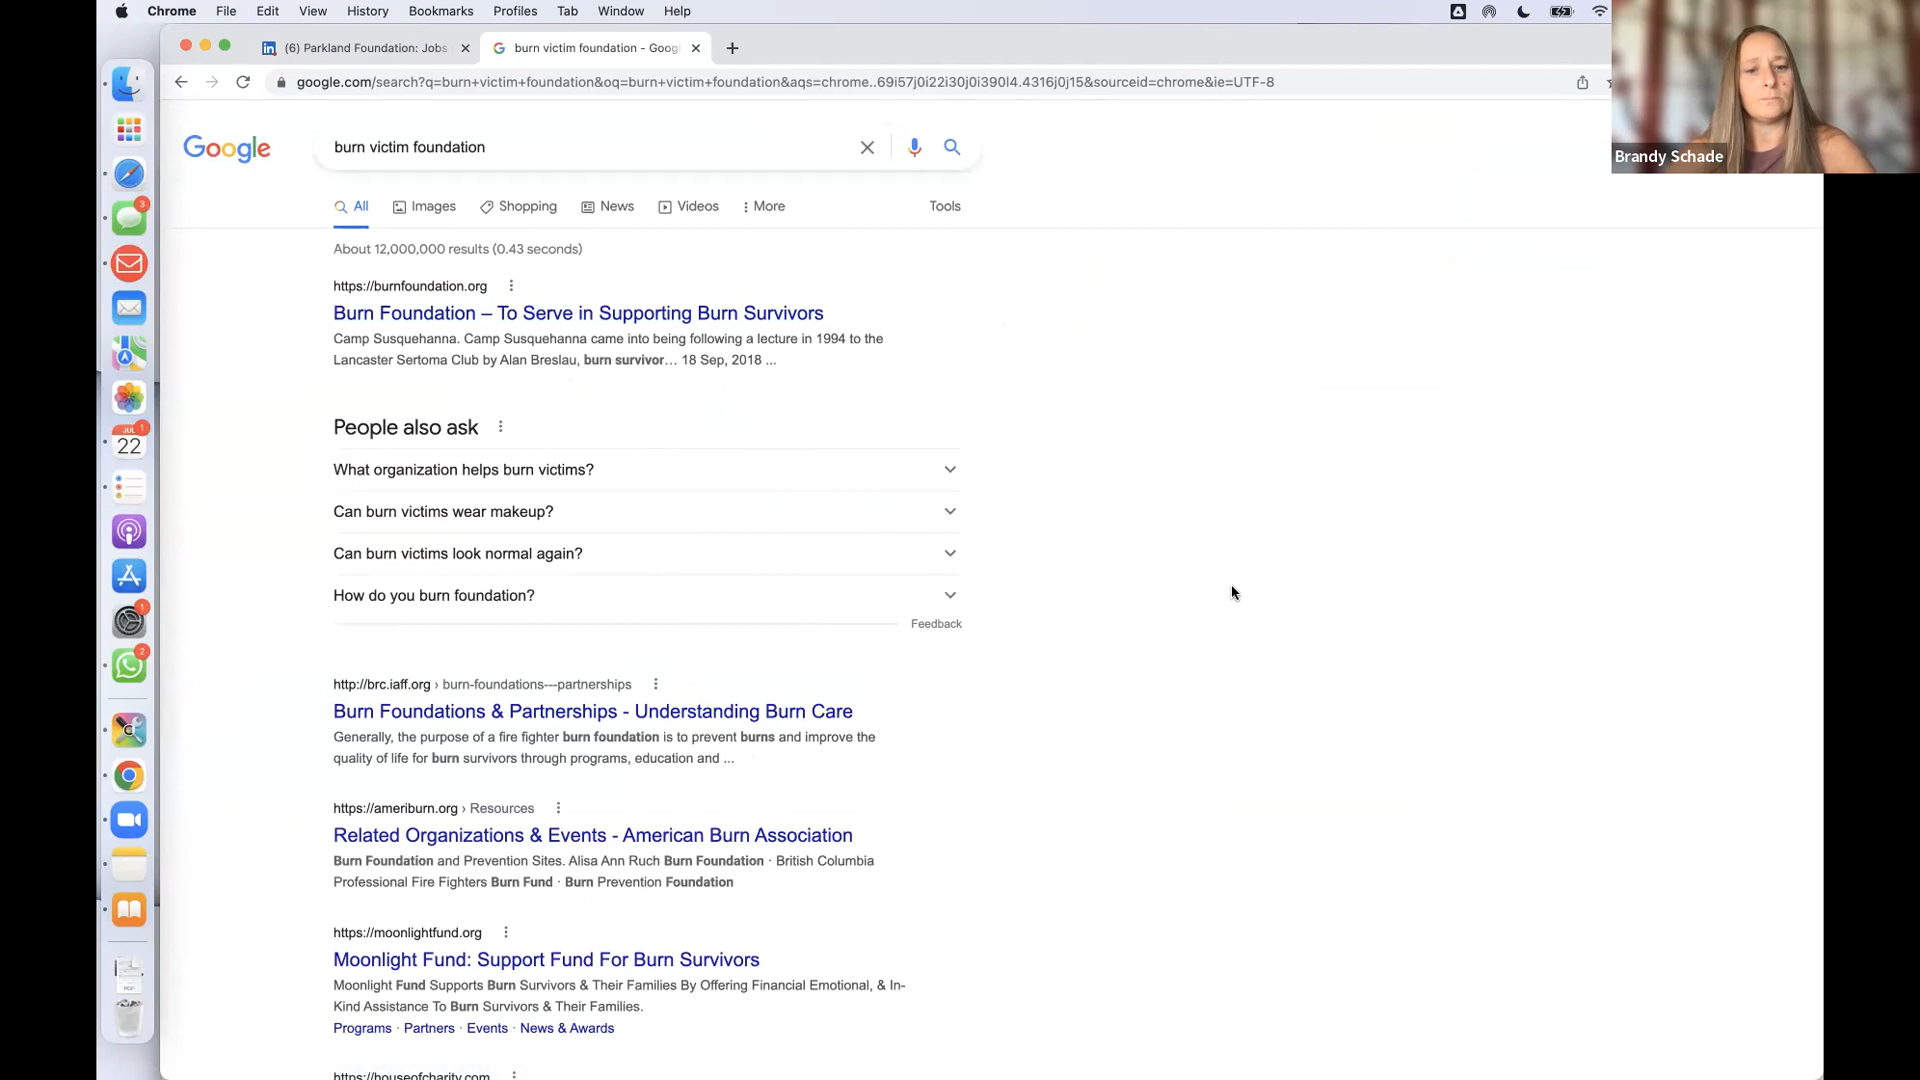 Chrome File Edit View History Bookmarks Profiles Tab Window Help
(6) Parkland Foundation: Jobs
burn victim foundation - Goog
google.com/search?q=burn+victim+foundation&oq=burn+victim+foundation&aqs=chrome..69i57j0i22i30j0i390l4.4316j0j15&sourceid=chrome&ie=UTF-8
Brandy Schade
Google
burn victim foundation
All Images Shopping News Videos More Tools
About 12,000,000 results (0.43 seconds)
https://burnfoundation.org
Burn Foundation – To Serve in Supporting Burn Survivors
Camp Susquehanna. Camp Susquehanna came into being following a lecture in 1994 to the
Lancaster Sertoma Club by Alan Breslau, burn survivor… 18 Sep, 2018 ...
People also ask
What organization helps burn victims?
Can burn victims wear makeup?
Can burn victims look normal again?
How do you burn foundation?
Feedback
http://brc.iaff.org › burn-foundations---partnerships
Burn Foundations & Partnerships - Understanding Burn Care
Generally, the purpose of a fire fighter burn foundation is to prevent burns and improve the
quality of life for burn survivors through programs, education and ...
https://ameriburn.org › Resources
Related Organizations & Events - American Burn Association
Burn Foundation and Prevention Sites. Alisa Ann Ruch Burn Foundation · British Columbia
Professional Fire Fighters Burn Fund · Burn Prevention Foundation
https://moonlightfund.org
Moonlight Fund: Support Fund For Burn Survivors
Moonlight Fund Supports Burn Survivors & Their Families By Offering Financial Emotional, & In-
Kind Assistance To Burn Survivors & Their Families.
Programs · Partners · Events · News & Awards
https://houseofcharity.com
3
JUL
1
22
1
2
PDF